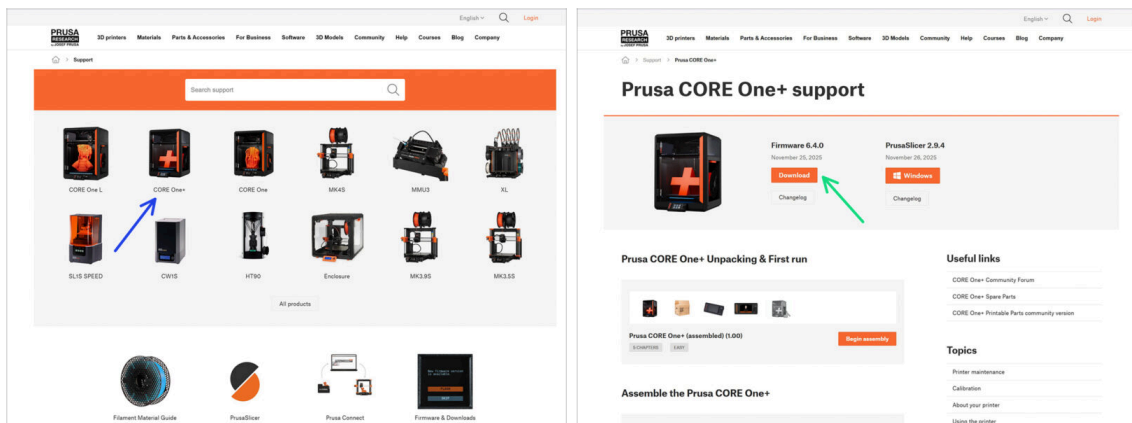 English
Login
PRUSA
RESEARCH
by JOSEF PRUSA
3D printers Materials Parts & Accessories For Business Software 3D Models Community Help Courses Blog Company
Support
Search support
CORE One L CORE One+ CORE One MK4S MMU3 XL
SL1S SPEED CW1S HT90 Enclosure MK3.9S MK3.5S
All products
Filament Material Guide PrusaSlicer Prusa Connect Firmware & Downloads
English
Login
PRUSA
RESEARCH
by JOSEF PRUSA
3D printers Materials Parts & Accessories For Business Software 3D Models Community Help Courses Blog Company
Support Prusa CORE One+
Prusa CORE One+ support
Firmware 6.4.0 PrusaSlicer 2.9.4
November 25, 2025 November 26, 2025
Download Windows
Changelog Changelog
Prusa CORE One+ Unpacking & First run
Prusa CORE One+ (assembled) (1.00)
5 CHAPTERS EASY
Begin assembly
Assemble the Prusa CORE One+
Useful links
CORE One+ Community Forum
CORE One+ Spare Parts
CORE One+ Printable Parts community version
Topics
Printer maintenance
Calibration
About your printer
Using the printer